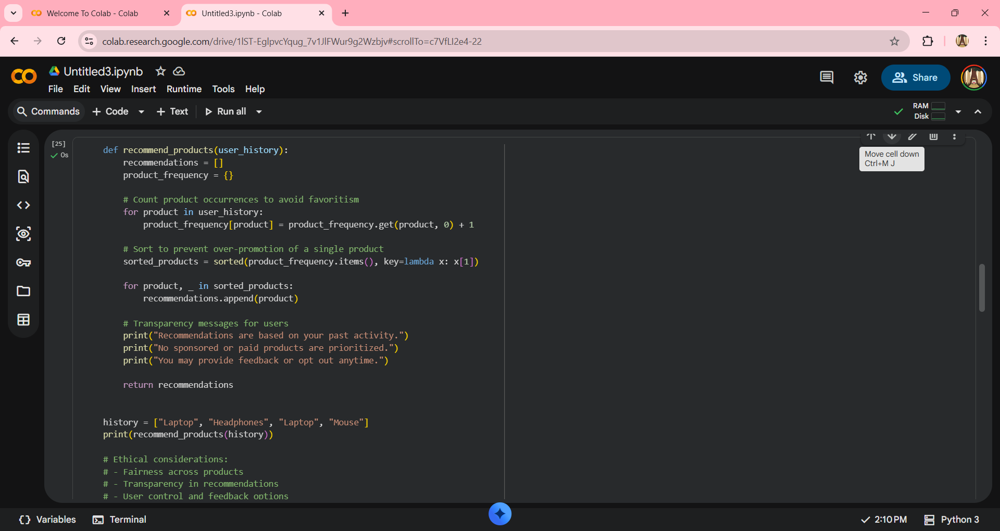 Welcome To Colab - Colab
Untitled3.ipynb - Colab
colab.research.google.com/drive/1lST-EglpvcYqug_7v1JlFWur9g2Wzbjv#scrollTo=c7VfLI2e4-22
Untitled3.ipynb
File Edit View Insert Runtime Tools Help
Share
Commands + Code + Text Run all
RAM
Disk
[25]
0s
Move cell down
Ctrl+M J
def recommend_products(user_history):
    recommendations = []
    product_frequency = {}

    # Count product occurrences to avoid favoritism
    for product in user_history:
        product_frequency[product] = product_frequency.get(product, 0) + 1

    # Sort to prevent over-promotion of a single product
    sorted_products = sorted(product_frequency.items(), key=lambda x: x[1])

    for product, _ in sorted_products:
        recommendations.append(product)

    # Transparency messages for users
    print("Recommendations are based on your past activity.")
    print("No sponsored or paid products are prioritized.")
    print("You may provide feedback or opt out anytime.")

    return recommendations

history = ["Laptop", "Headphones", "Laptop", "Mouse"]
print(recommend_products(history))

# Ethical considerations:
# - Fairness across products
# - Transparency in recommendations
# - User control and feedback options
{} Variables
Terminal
2:10 PM
Python 3